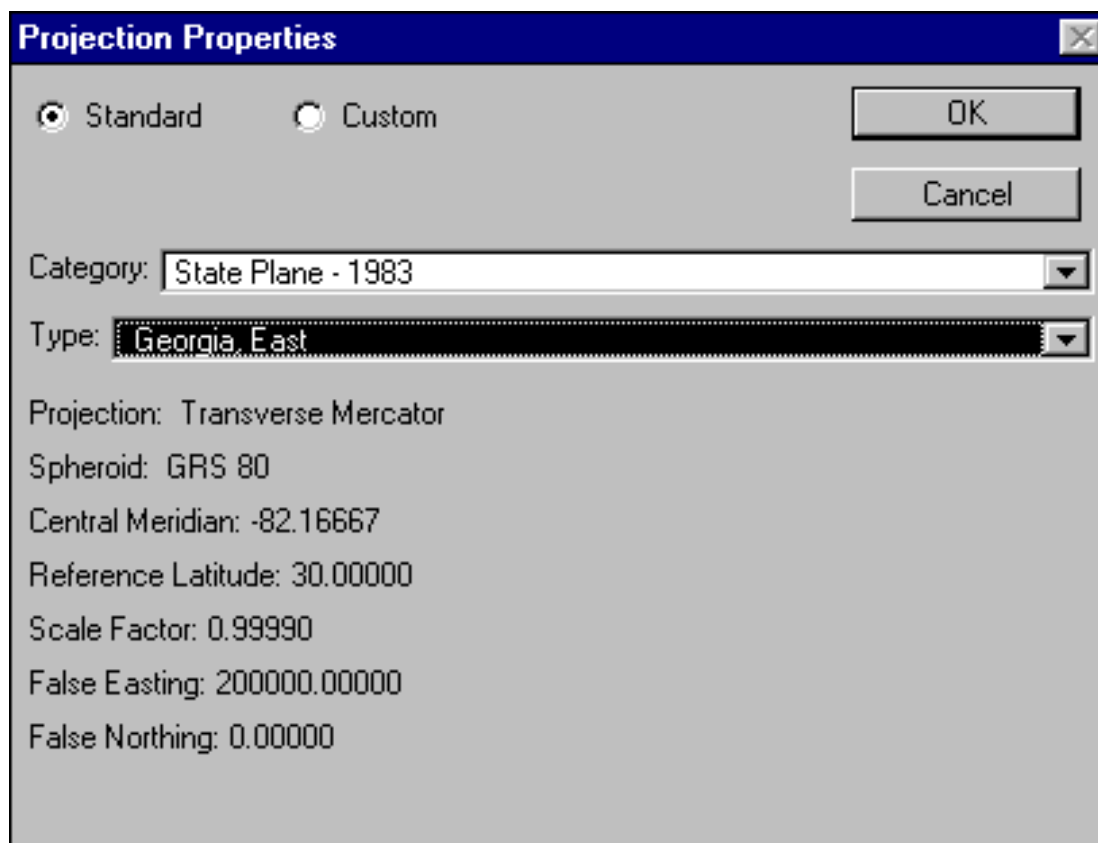 Projection Properties
Standard Custom OK
Cancel
Category: State Plane - 1983
Type: Georgia, East
Projection: Transverse Mercator
Spheroid: GRS 80
Central Meridian: -82.16667
Reference Latitude: 30.00000
Scale Factor: 0.99990
False Easting: 200000.00000
False Northing: 0.00000